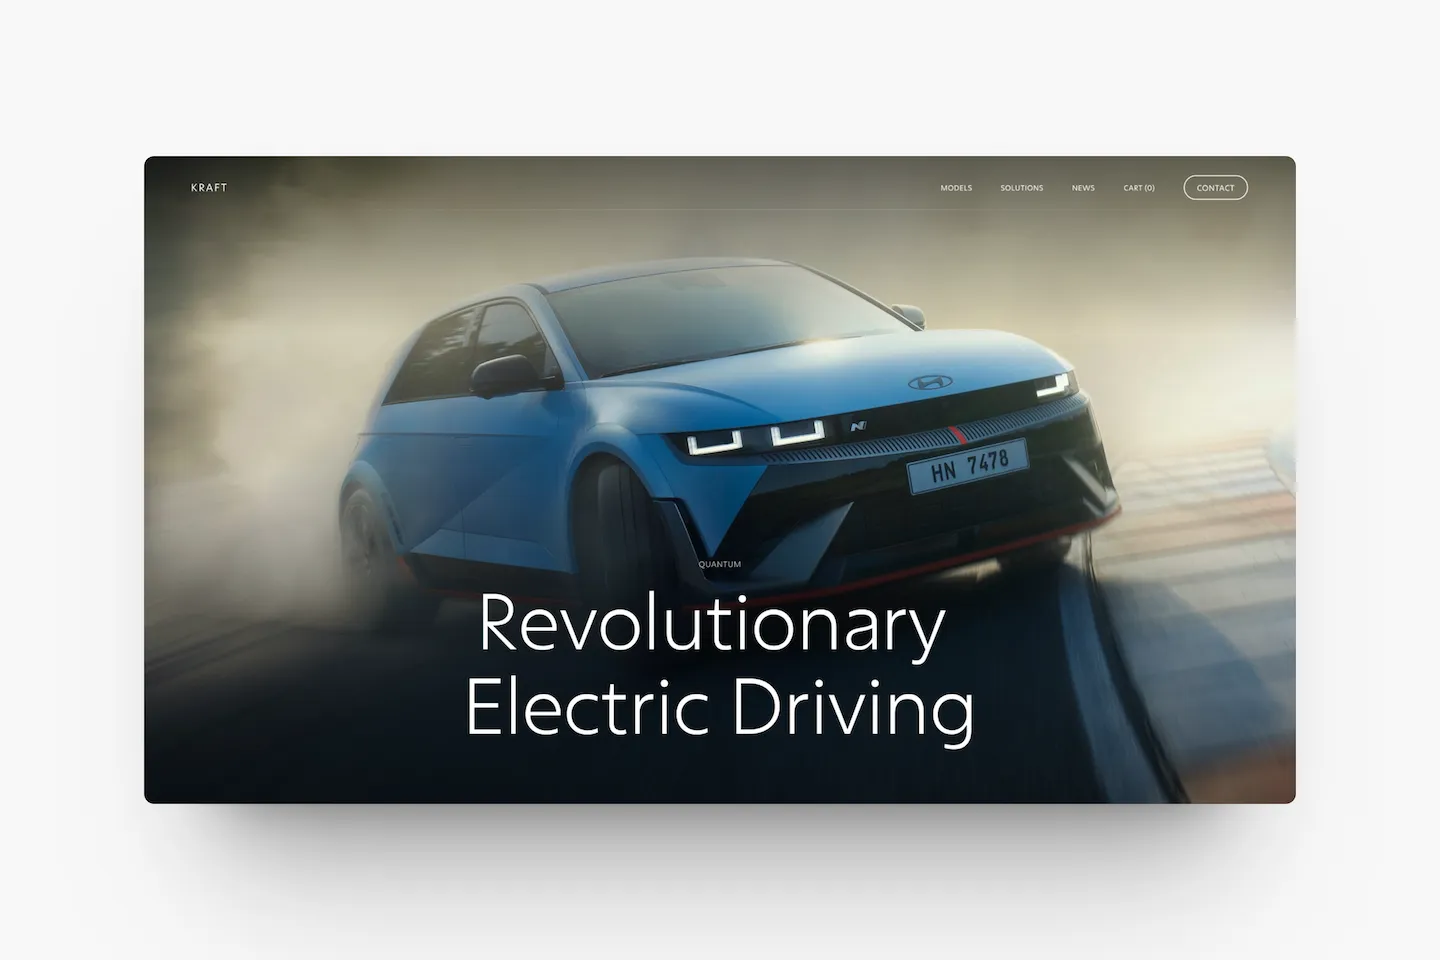 KRAFT
MODELS
SOLUTIONS
NEWS
CART (0)
CONTACT
N
HN 7478
QUANTUM
Revolutionary
Electric Driving